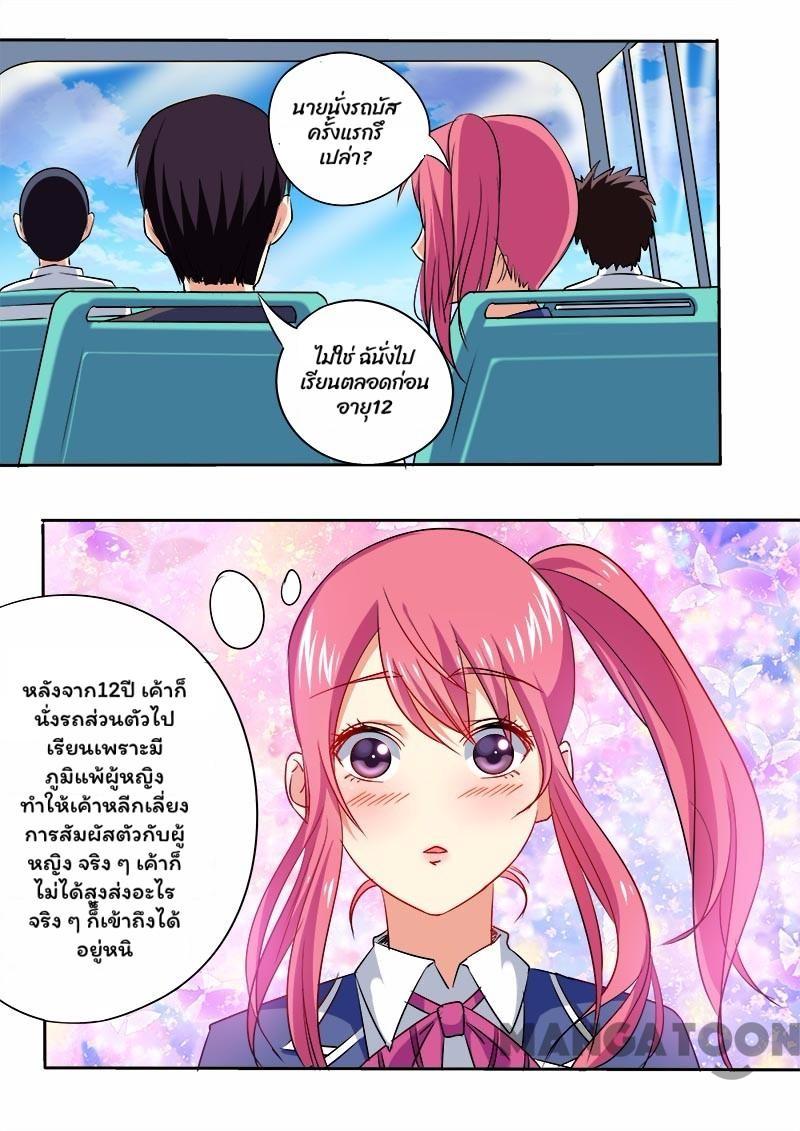 นายนั่งรถบัส
ครั้งแรกรึ
เปล่า?
ไม่ใช่ ฉันั่งไป
เรียนตลอดก่อน
อายุ12
หลังจาก12ปี เค้าก็
นั่งรถส่วนตัวไป
เรียนเพราะมี
ภูมิแพ้ผู้หญิง
ทำให้เค้าหลีกเลี่ยง
การสัมผัสตัวกับผู้
หญิง จริง ๆ เค้าก็
ไม่ได้สูงส่งอะไร
จริง ๆ ก็เข้าถึงได้
อยู่หนิ
MANGATOON